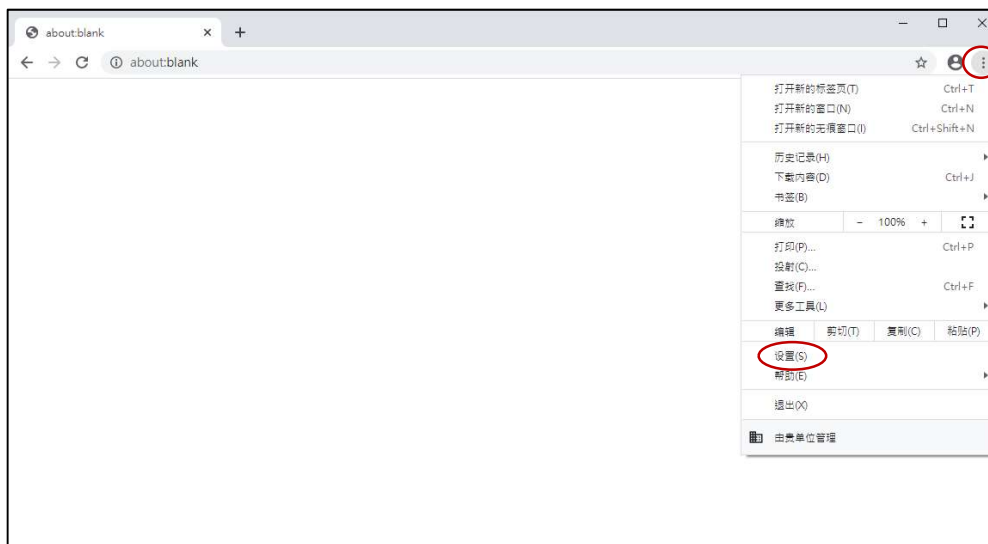 about:blank
about:blank
打开新的标签页(T) Ctrl+T
打开新的窗口(N) Ctrl+N
打开新的无痕窗口(I) Ctrl+Shift+N
历史记录(H)
下载内容(D) Ctrl+J
书签(B)
缩放 - 100% +
打印(P)... Ctrl+P
投射(C)...
查找(F)... Ctrl+F
更多工具(L)
编辑 剪切(T) 复制(C) 粘贴(P)
设置(S)
帮助(E)
退出(X)
由贵单位管理